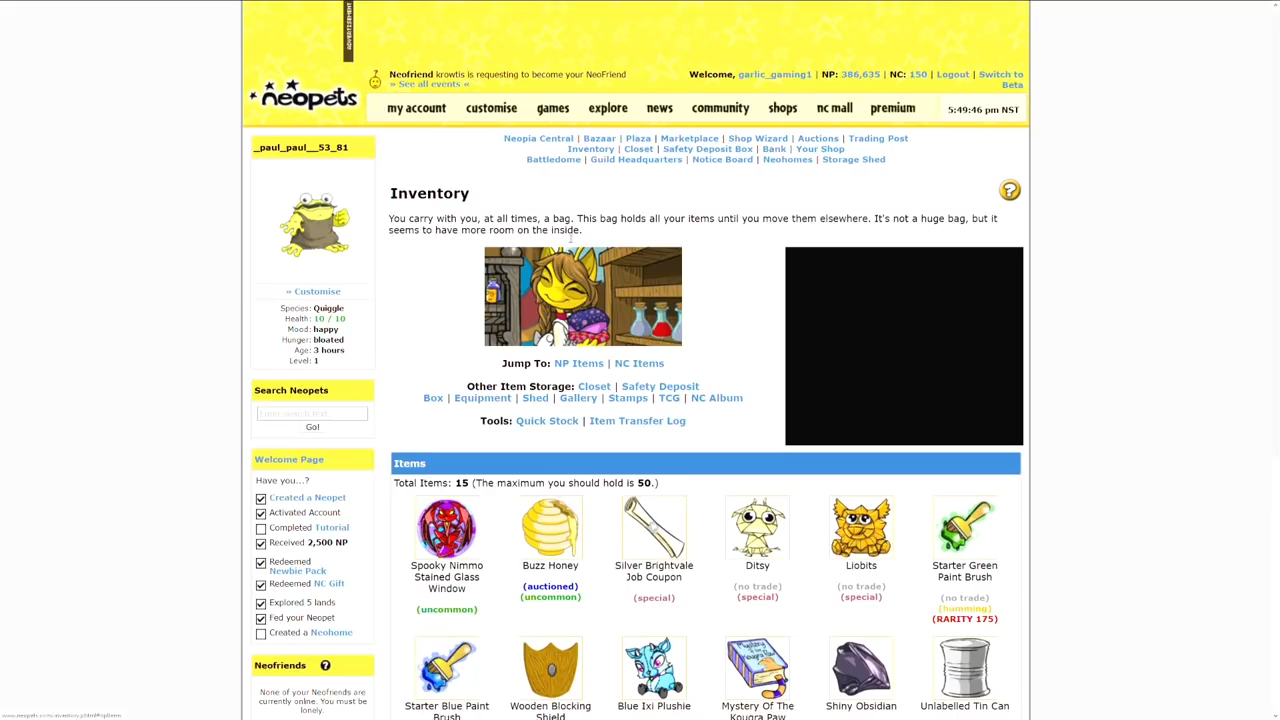 ADVERTISEMENT
Neofriend krowtis is requesting to become your NeoFriend
» See all events «
Welcome, garlic_gaming1 | NP: 386,635 | NC: 150 | Logout | Switch to Beta
neopets
my account customise games explore news community shops nc mall premium
5:49:46 pm NST
_paul_paul__53_81
Neopia Central | Bazaar | Plaza | Marketplace | Shop Wizard | Auctions | Trading Post
Inventory | Closet | Safety Deposit Box | Bank | Your Shop
Battledome | Guild Headquarters | Notice Board | Neohomes | Storage Shed
Inventory
?
You carry with you, at all times, a bag. This bag holds all your items until you move them elsewhere. It's not a huge bag, but it
seems to have more room on the inside.
» Customise
Species: Quiggle
Health: 10 / 10
Mood: happy
Hunger: bloated
Age: 3 hours
Level: 1
Jump To: NP Items | NC Items
Other Item Storage: Closet | Safety Deposit
Box | Equipment | Shed | Gallery | Stamps | TCG | NC Album
Tools: Quick Stock | Item Transfer Log
Search Neopets
Enter search text...
Go!
Welcome Page
Have you...?
Created a Neopet
Activated Account
Completed Tutorial
Received 2,500 NP
Redeemed
Newbie Pack
Redeemed NC Gift
Explored 5 lands
Fed your Neopet
Created a Neohome
Neofriends ?
None of your Neofriends are
currently online. You must be
lonely.
Items
Total Items: 15 (The maximum you should hold is 50.)
Spooky Nimmo
Stained Glass
Window
(uncommon)
Buzz Honey
(auctioned)
(uncommon)
Silver Brightvale
Job Coupon
(special)
Ditsy
(no trade)
(special)
Liobits
(no trade)
(special)
Starter Green
Paint Brush
(no trade)
(humming)
(RARITY 175)
Starter Blue Paint
Brush
Wooden Blocking
Shield
Blue Ixi Plushie
Mystery of the Kougra Paw
Mystery Of The
Kougra Paw
Shiny Obsidian
Unlabelled Tin Can